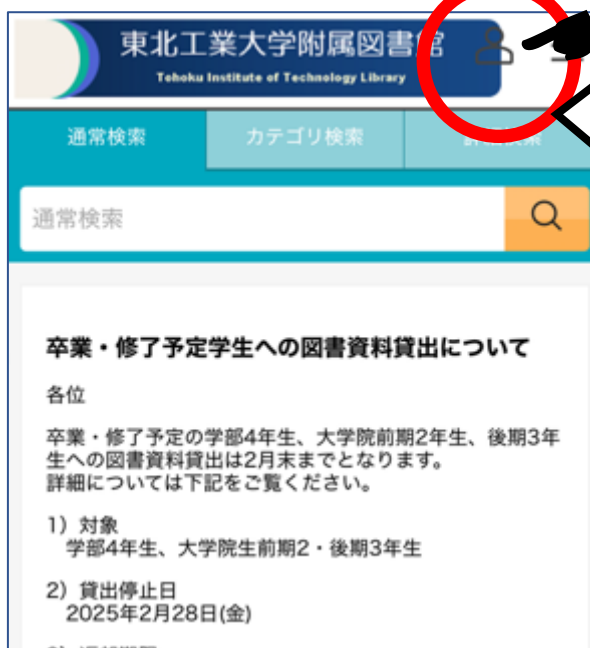 東北工業大学附属図書館
Tohoku Institute of Technology Library
通常検索
カテゴリ検索
通常検索
卒業・修了予定学生への図書資料貸出について
各位
卒業・修了予定の学部4年生、大学院前期2年生、後期3年
生への図書資料貸出は2月末までとなります。
詳細については下記をご覧ください。
1）対象
学部4年生、大学院生前期2・後期3年生
2）貸出停止日
2025年2月28日(金)